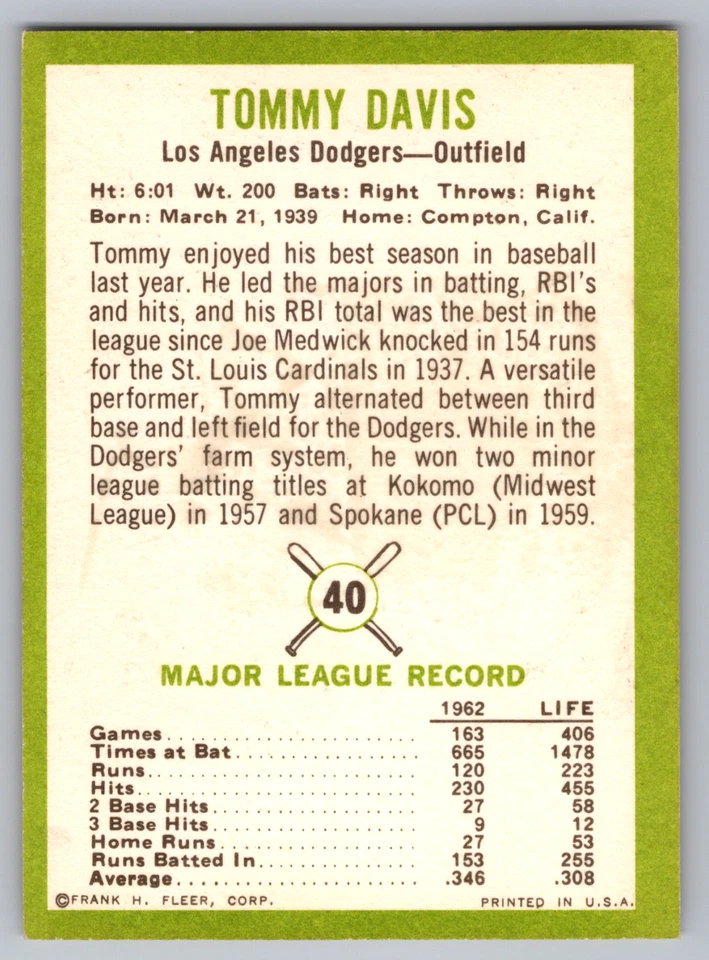 TOMMY DAVIS
Los Angeles Dodgers—Outfield
Ht: 6:01 Wt. 200 Bats: Right Throws: Right
Born: March 21, 1939 Home: Compton, Calif.
Tommy enjoyed his best season in baseball
last year. He led the majors in batting, RBI's
and hits, and his RBI total was the best in the
league since Joe Medwick knocked in 154 runs
for the St. Louis Cardinals in 1937. A versatile
performer, Tommy alternated between third
base and left field for the Dodgers. While in the
Dodgers' farm system, he won two minor
league batting titles at Kokomo (Midwest
League) in 1957 and Spokane (PCL) in 1959.
40
MAJOR LEAGUE RECORD
1962 LIFE
Games 163 406
Times at Bat 665 1478
Runs 120 223
Hits 230 455
2 Base Hits 27 58
3 Base Hits 9 12
Home Runs 27 53
Runs Batted In 153 255
Average .346 .308
©FRANK H. FLEER, CORP. PRINTED IN U.S.A.